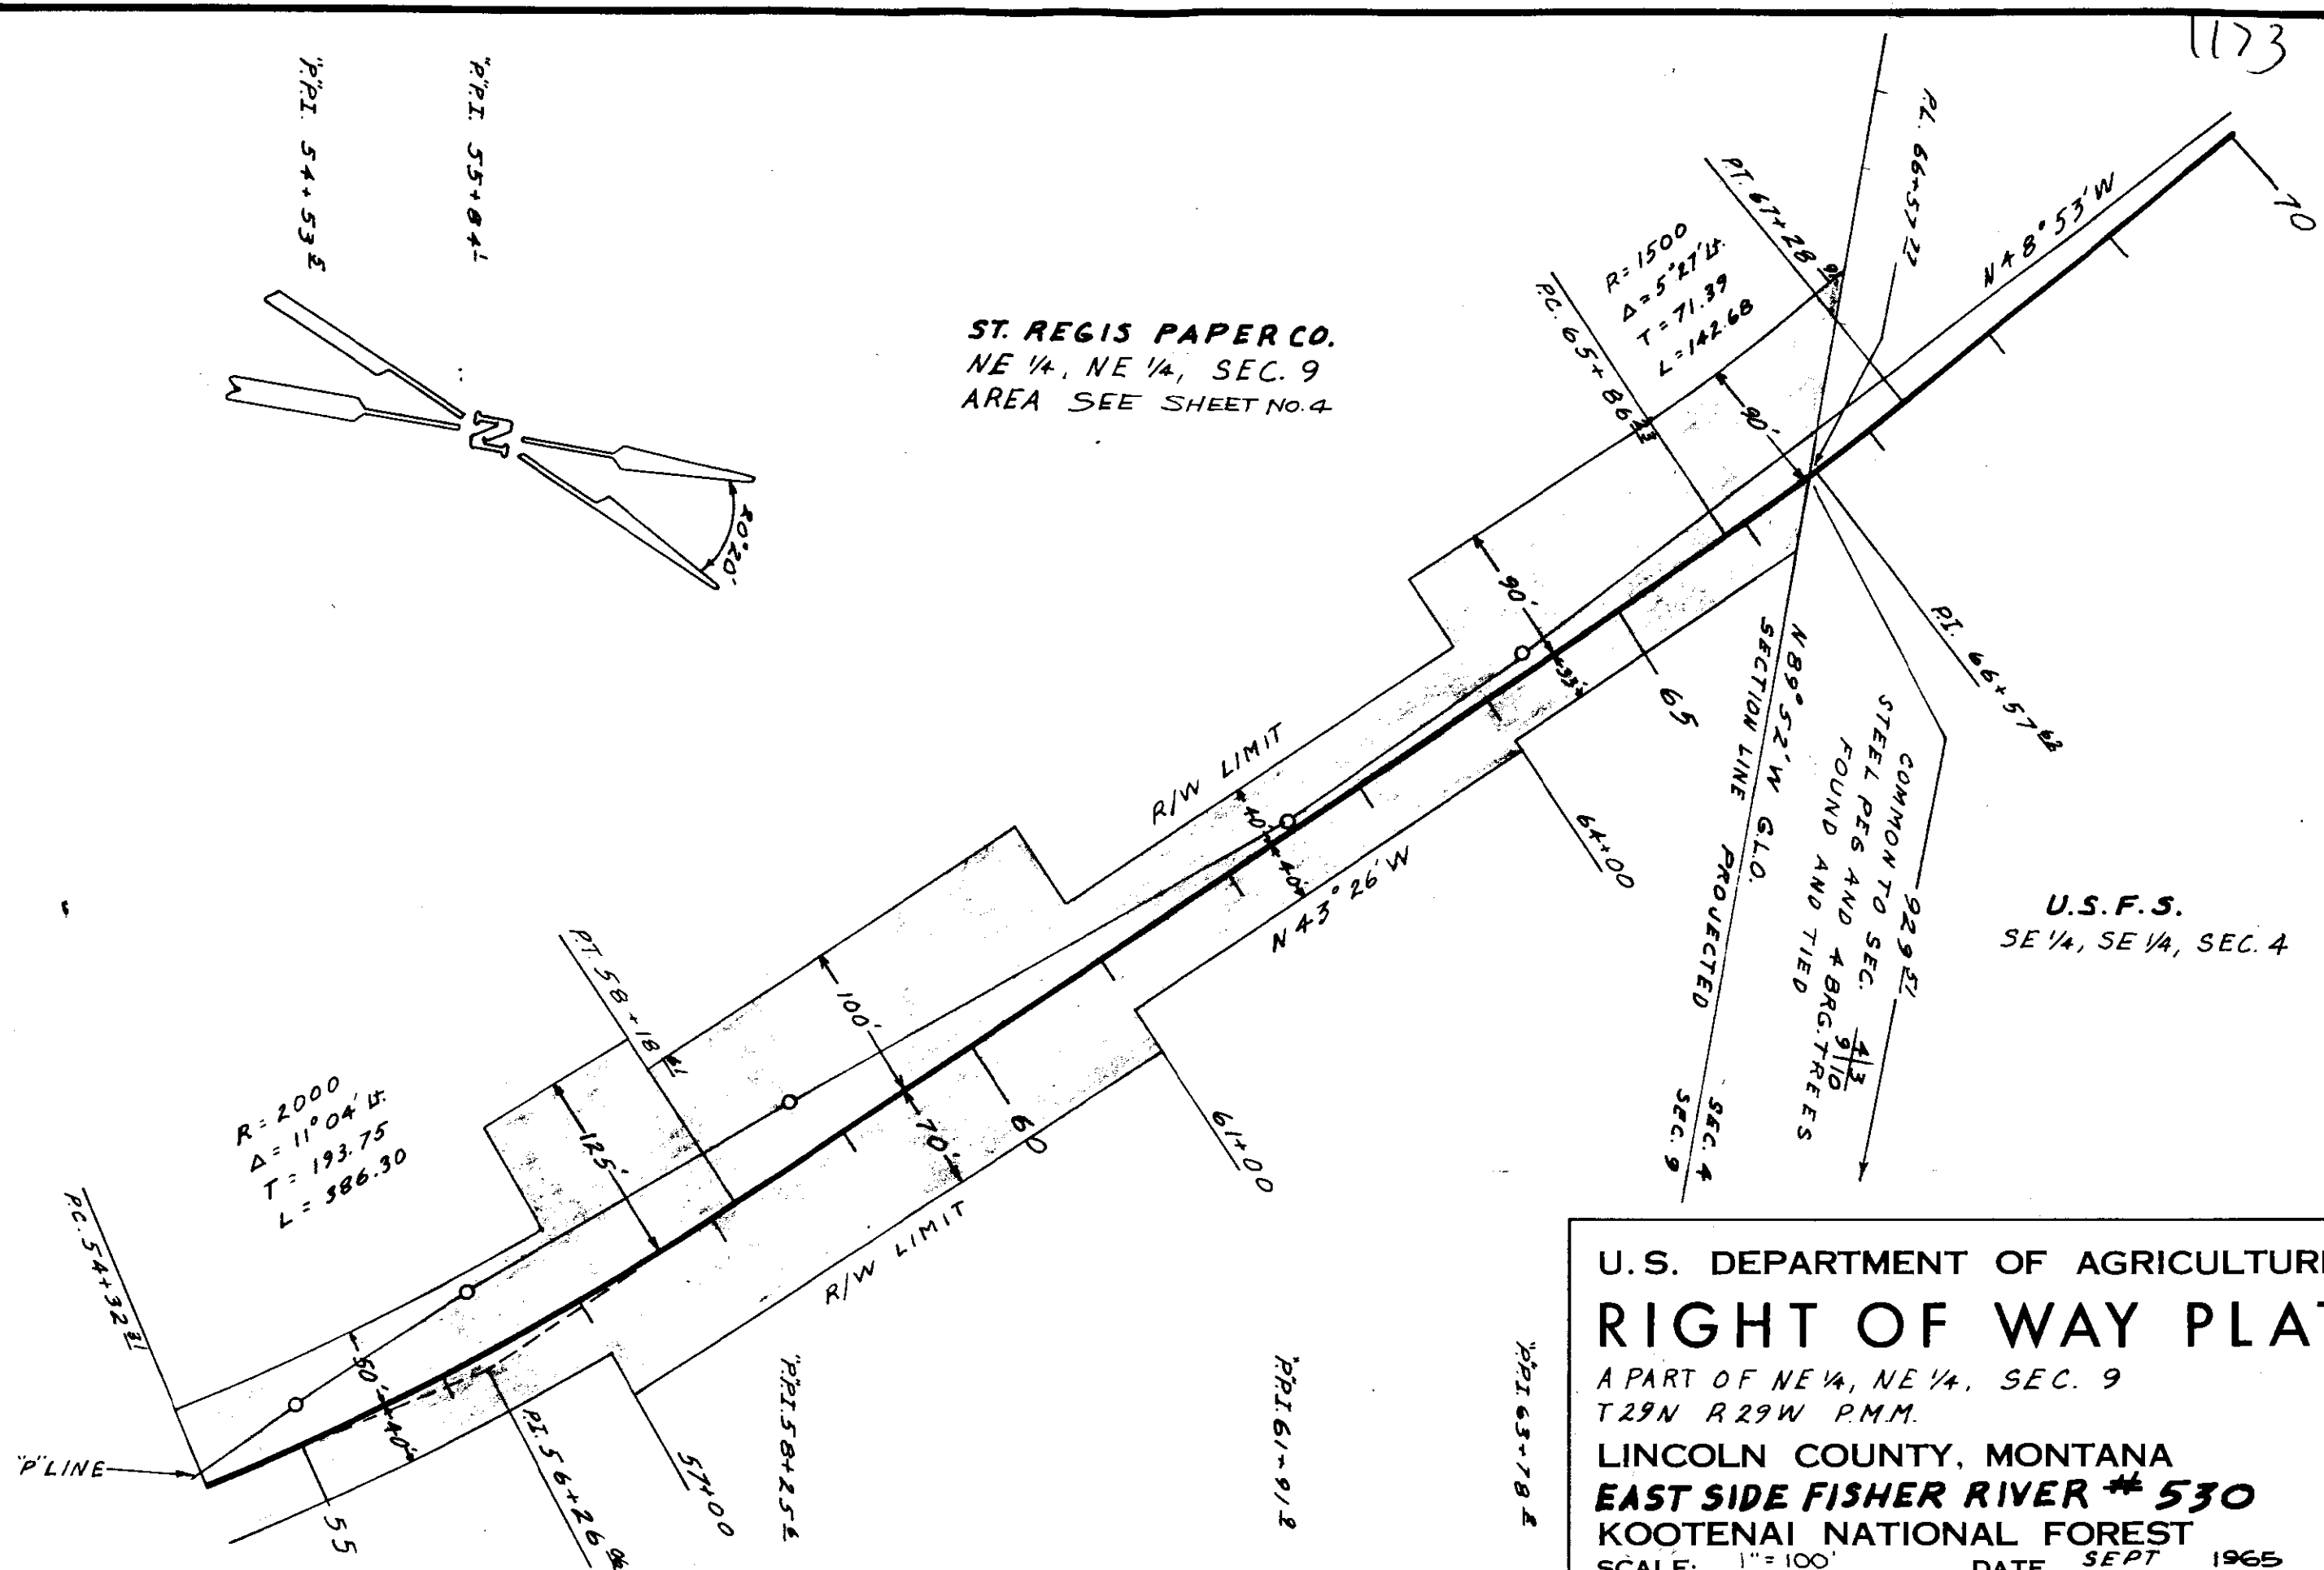 1173
"P"P.I. 54+53
"P"P.I. 55+84
N
20°20'
ST. REGIS PAPER CO.
NE 1/4, NE 1/4, SEC. 9
AREA SEE SHEET NO. 4
R=1500
Δ=5°27' Lt.
T=71.39
L=142.68
P.C. 65+86
P.T. 67+28
P.L. 66+57
N48°53'W
70
90'
90'
33'
65
P.I. 66+57
N89°52'W G.L.O.
SECTION LINE PROJECTED
SEC. 4
SEC. 9
929
COMMON TO SEC. 4 3 9 10
STEEL PEG AND 4 BRG. TREES
FOUND AND TIED
U.S.F.S.
SE 1/4, SE 1/4, SEC. 4
R/W LIMIT
40'
40'
64+00
N43°26'W
P.T. 58+18
100'
70'
60
61+00
125'
R/W LIMIT
R=2000
Δ=11°04' Lt.
T=193.75
L=386.30
P.C. 54+32
50'
40'
"P" LINE
55
P.I. 56+26
57+00
"P"P.I. 58+25
"P"P.I. 61+91
"P"P.I. 63+78
U.S. DEPARTMENT OF AGRICULTURE
RIGHT OF WAY PLAT
A PART OF NE 1/4, NE 1/4, SEC. 9
T29N R29W P.M.M.
LINCOLN COUNTY, MONTANA
EAST SIDE FISHER RIVER # 530
KOOTENAI NATIONAL FOREST
SCALE: 1"=100' DATE SEPT 1965